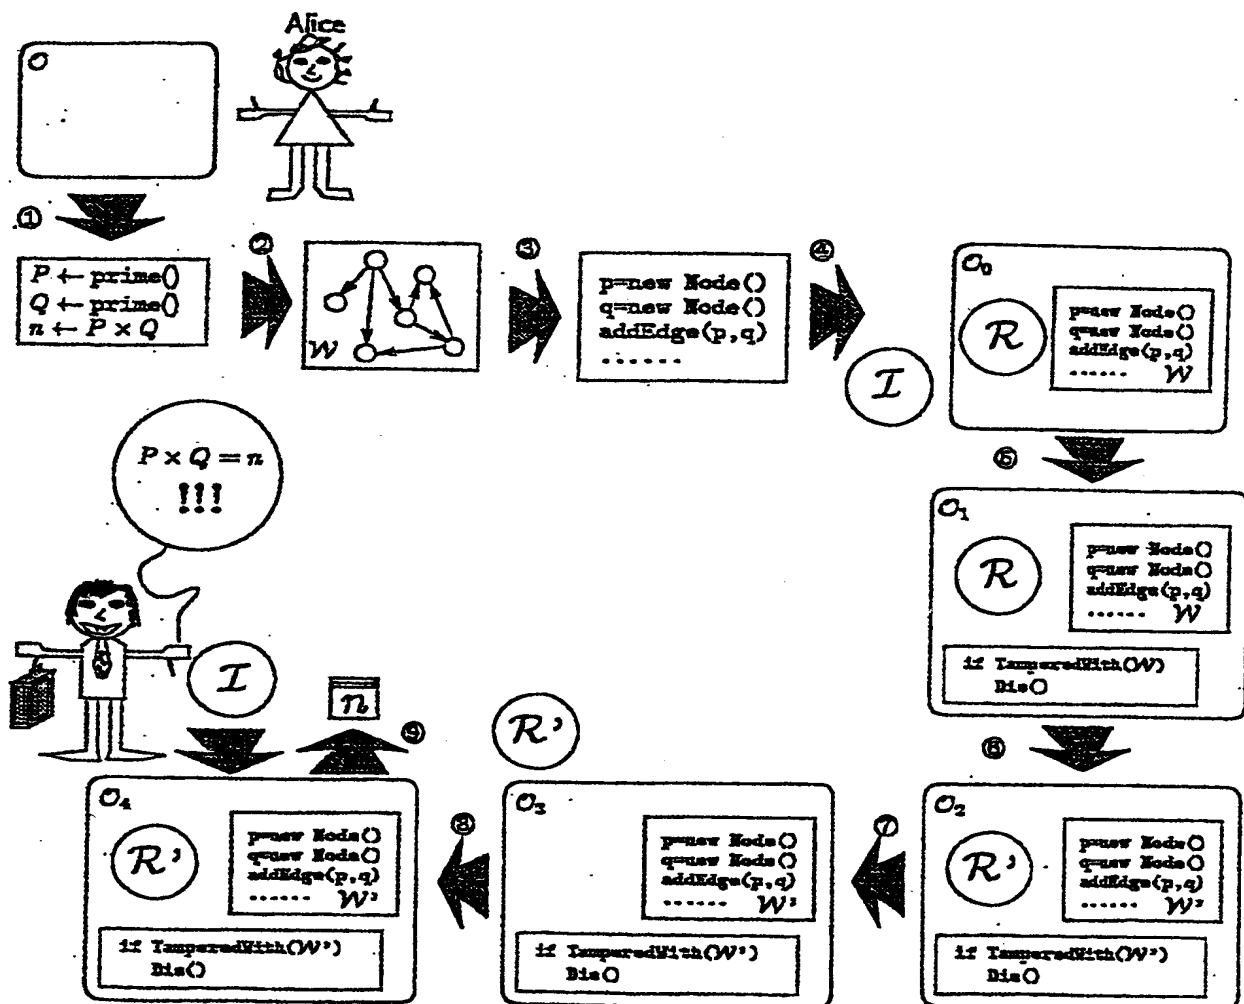 Alice
O
①
P ← prime()
Q ← prime()
n ← P × Q
②
W
③
p=new Node()
q=new Node()
addEdge(p,q)
......
④
I
O₀
R
p=new Node()
q=new Node()
addEdge(p,q)
...... W
⑤
O₁
R
p=new Node()
q=new Node()
addEdge(p,q)
...... W
if TamperedWith(W)
Die()
⑥
O₂
R'
p=new Node()
q=new Node()
addEdge(p,q)
...... W'
if TamperedWith(W')
Die()
⑦
R'
O₃
p=new Node()
q=new Node()
addEdge(p,q)
...... W'
if TamperedWith(W')
Die()
⑧
O₄
R'
p=new Node()
q=new Node()
addEdge(p,q)
...... W'
if TamperedWith(W')
Die()
⑨
n
I
P × Q = n
!!!